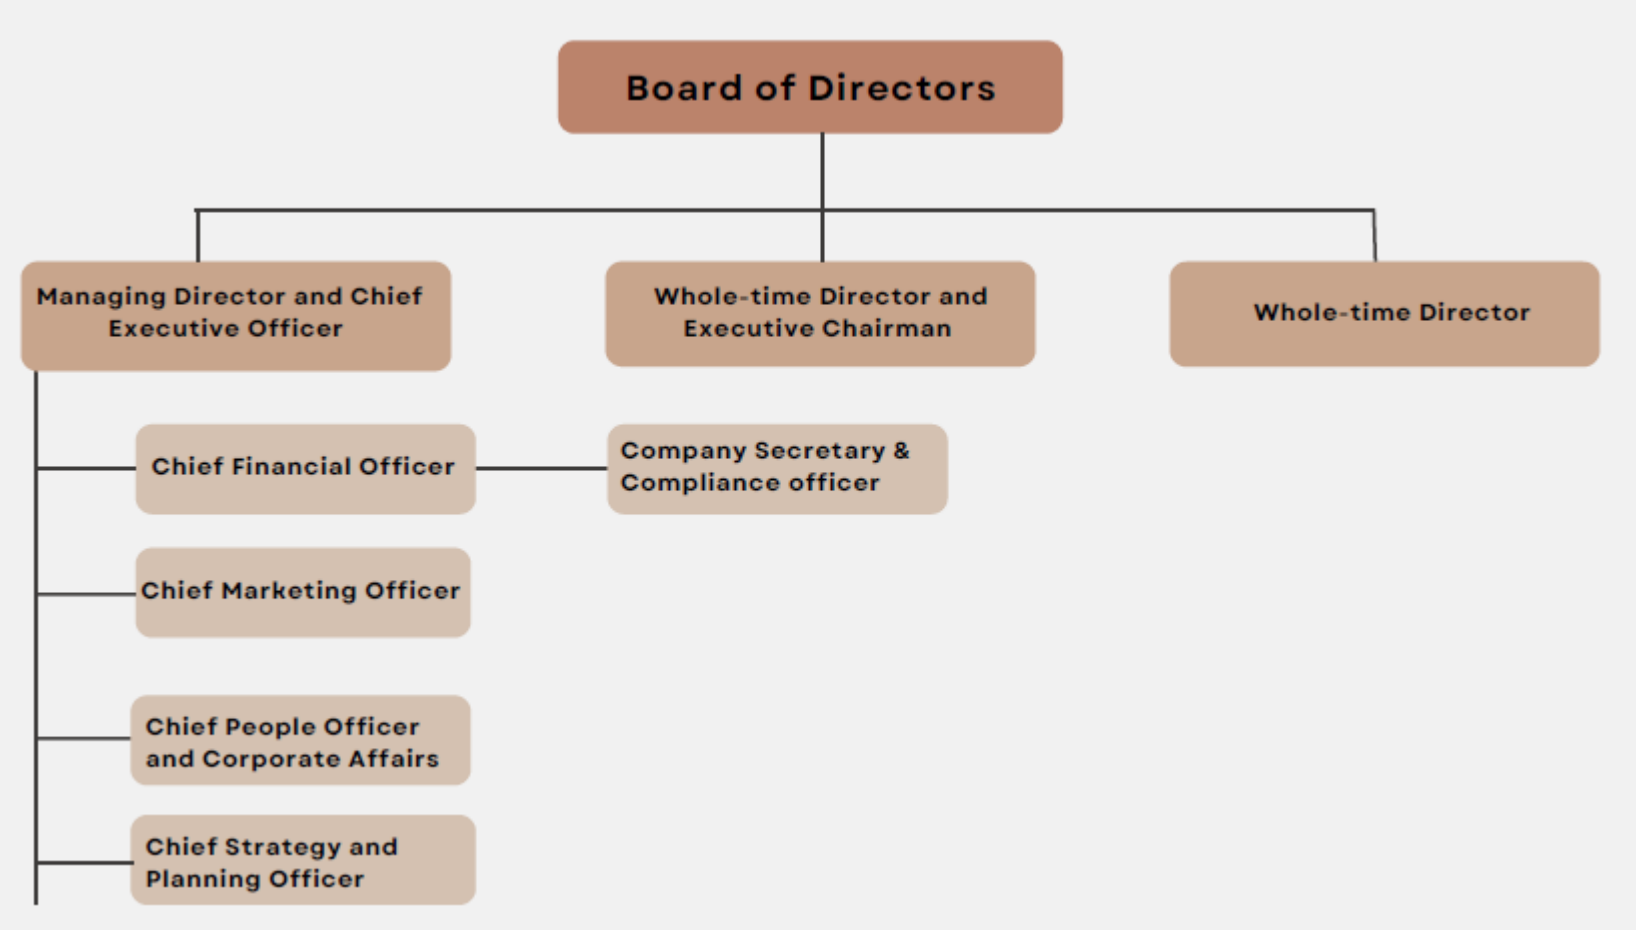 Board of Directors
Managing Director and Chief
Executive Officer
Whole-time Director and
Executive Chairman
Whole-time Director
Chief Financial Officer
Company Secretary &
Compliance officer
Chief Marketing Officer
Chief People Officer
and Corporate Affairs
Chief Strategy and
Planning Officer